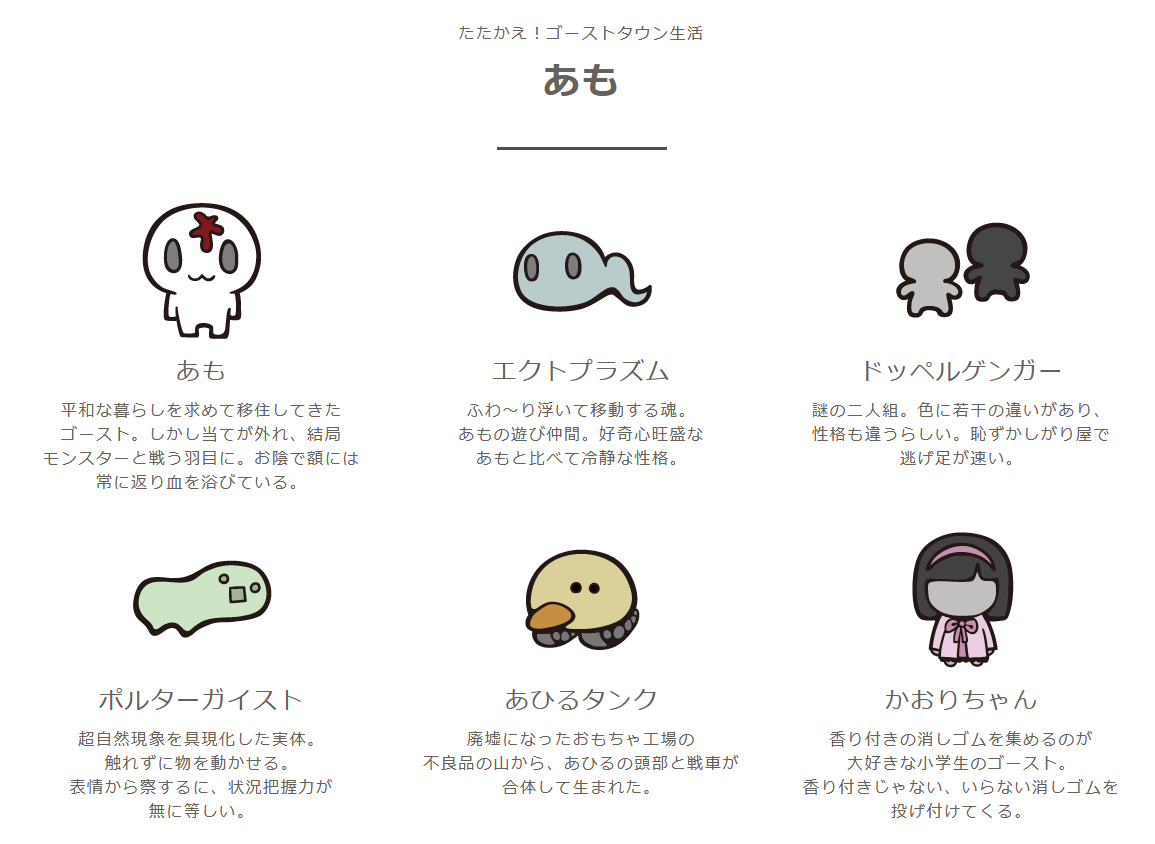 たたかえ！ゴーストタウン生活
あも
あも
平和な暮らしを求めて移住してきた
ゴースト。しかし当てが外れ、結局
モンスターと戦う羽目に。お陰で額には
常に返り血を浴びている。
エクトプラズム
ふわ～り浮いて移動する魂。
あもの遊び仲間。好奇心旺盛な
あもと比べて冷静な性格。
ドッペルゲンガー
謎の二人組。色に若干の違いがあり、
性格も違うらしい。恥ずかしがり屋で
逃げ足が速い。
ポルターガイスト
超自然現象を具現化した実体。
触れずに物を動かせる。
表情から察するに、状況把握力が
無に等しい。
あひるタンク
廃墟になったおもちゃ工場の
不良品の山から、あひるの頭部と戦車が
合体して生まれた。
かおりちゃん
香り付きの消しゴムを集めるのが
大好きな小学生のゴースト。
香り付きじゃない、いらない消しゴムを
投げ付けてくる。